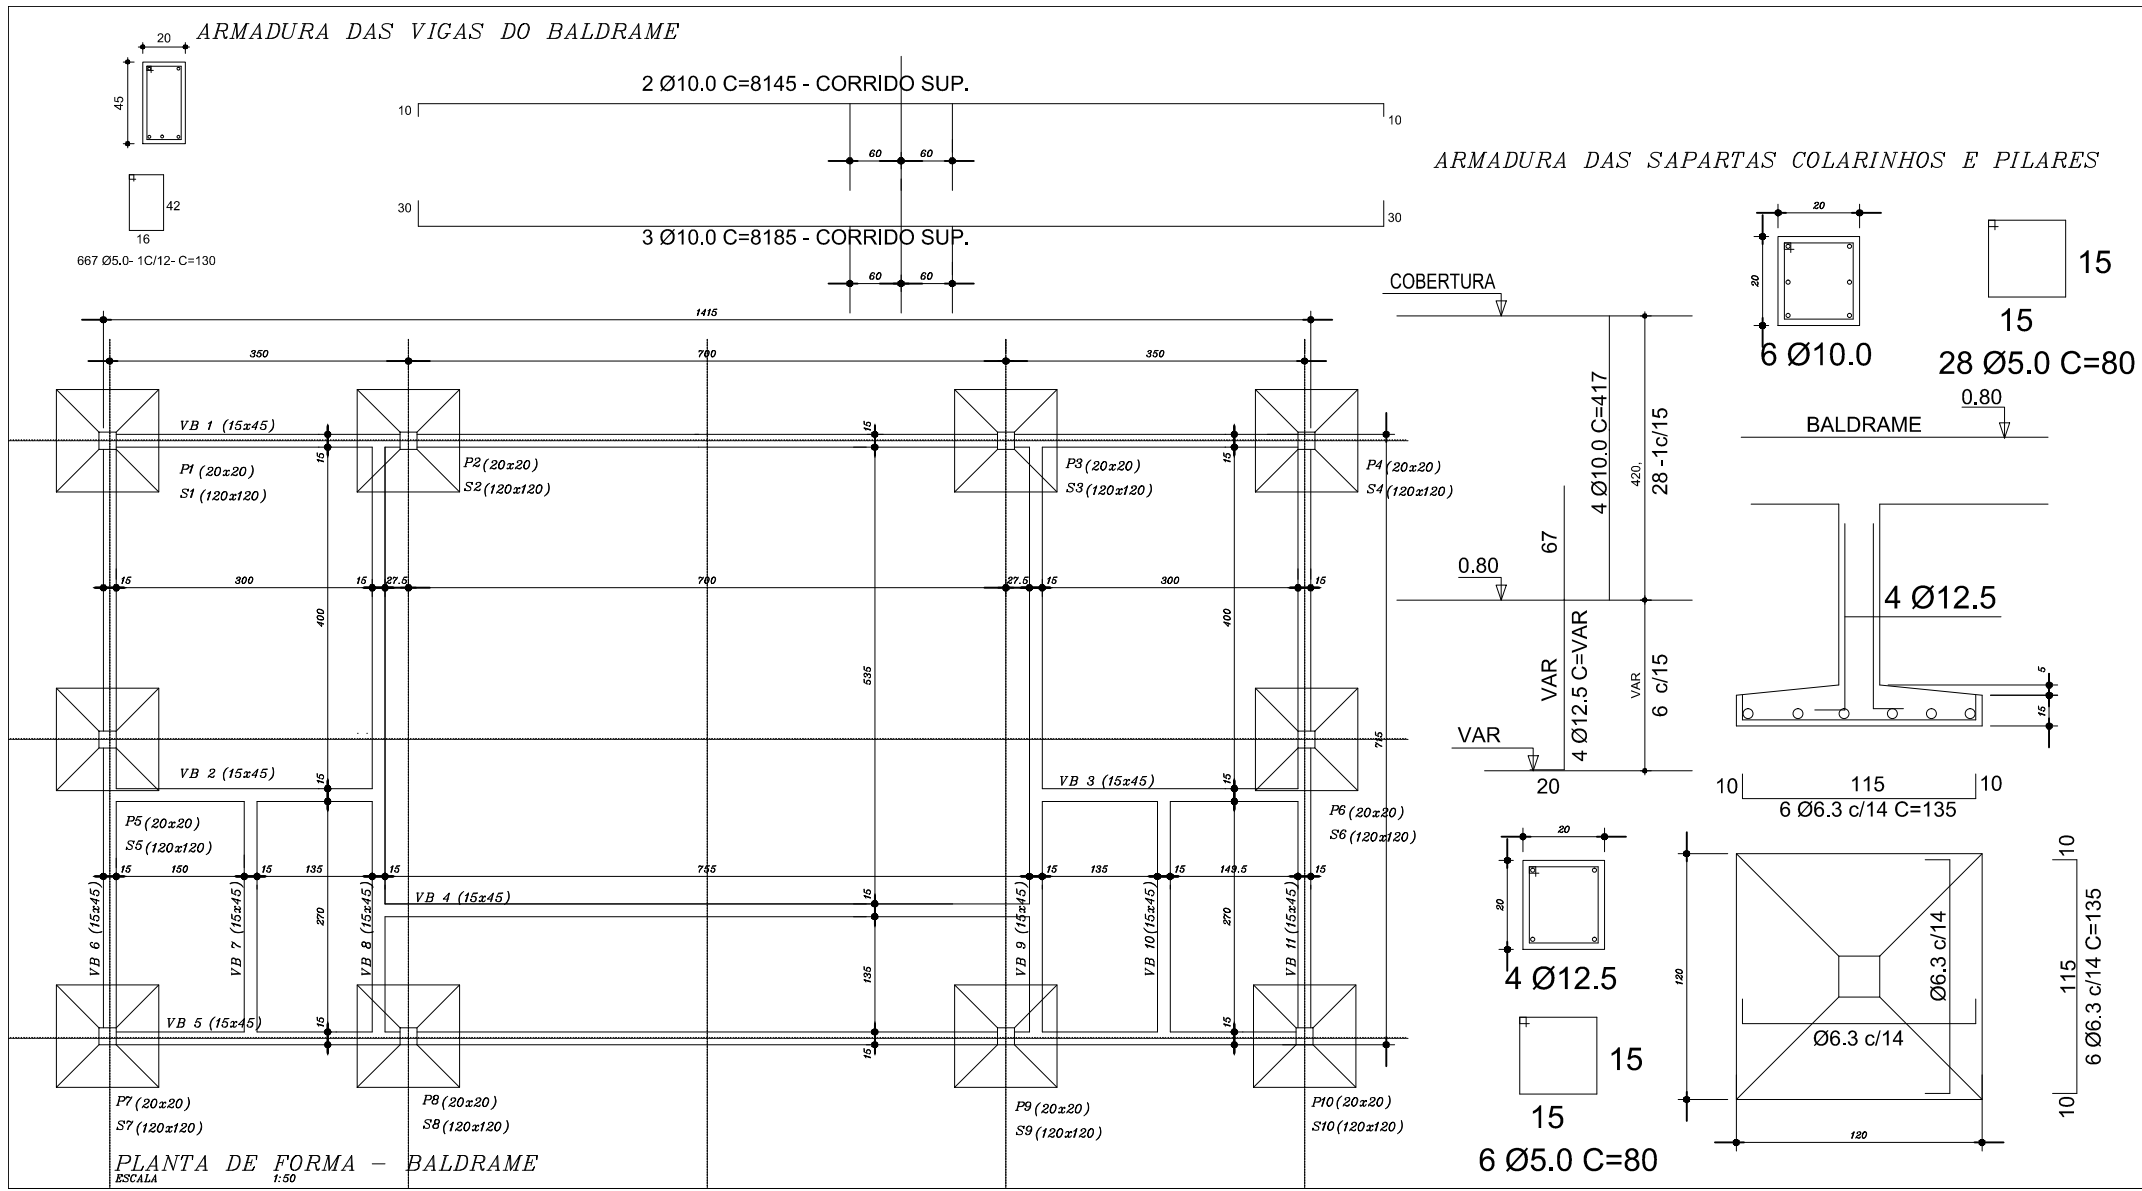 ARMADURA DAS VIGAS DO BALDRAME
20
45
42
16
667 Ø5.0- 1C/12- C=130
2 Ø10.0 C=8145 - CORRIDO SUP.
10
10
60 60
30
30
3 Ø10.0 C=8185 - CORRIDO SUP.
60 60
ARMADURA DAS SAPARTAS COLARINHOS E PILARES
20
20
6 Ø10.0
15
15
28 Ø5.0 C=80
COBERTURA
4 Ø10.0 C=417
420,
28 -1c/15
67
0.80
VAR
4 Ø12.5 C=VAR
VAR
6 c/15
VAR
20
0.80
BALDRAME
4 Ø12.5
5
15
10 115 10
6 Ø6.3 c/14 C=135
20
20
4 Ø12.5
15
15
6 Ø5.0 C=80
120
Ø6.3 c/14
Ø6.3 c/14
120
10
115
10
6 Ø6.3 c/14 C=135
1415
350 700 350
VB 1 (15x45)
15
15
15
P1 (20x20)
S1 (120x120)
P2 (20x20)
S2 (120x120)
P3 (20x20)
S3 (120x120)
P4 (20x20)
S4 (120x120)
15 300 15 27.5 700 27.5 15 300 15
400
535
400
715
VB 2 (15x45)
15
VB 3 (15x45)
15
P5 (20x20)
S5 (120x120)
P6 (20x20)
S6 (120x120)
15 150 15 135 15 755 15 135 15 149.5 15
VB 4 (15x45)
15
VB 6 (15x45)
VB 7 (15x45)
VB 8 (15x45)
VB 9 (15x45)
VB 10 (15x45)
VB 11 (15x45)
270
135
270
VB 5 (15x45)
15
15
15
P7 (20x20)
S7 (120x120)
P8 (20x20)
S8 (120x120)
P9 (20x20)
S9 (120x120)
P10 (20x20)
S10 (120x120)
PLANTA DE FORMA - BALDRAME
ESCALA 1:50